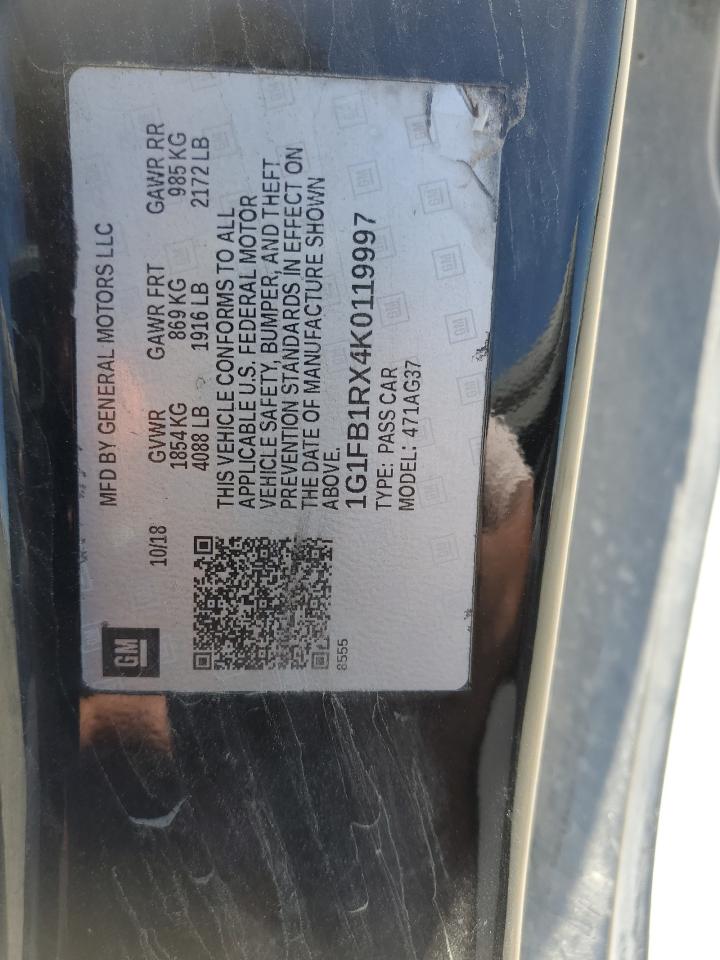 GM
MFD BY GENERAL MOTORS LLC
10/18
GVWR GAWR FRT GAWR RR
1854 KG 869 KG 985 KG
4088 LB 1916 LB 2172 LB
THIS VEHICLE CONFORMS TO ALL
APPLICABLE U.S. FEDERAL MOTOR
VEHICLE SAFETY, BUMPER, AND THEFT
PREVENTION STANDARDS IN EFFECT ON
THE DATE OF MANUFACTURE SHOWN
ABOVE.
1G1FB1RX4K0119997
TYPE: PASS CAR
MODEL: 471AG37
8555